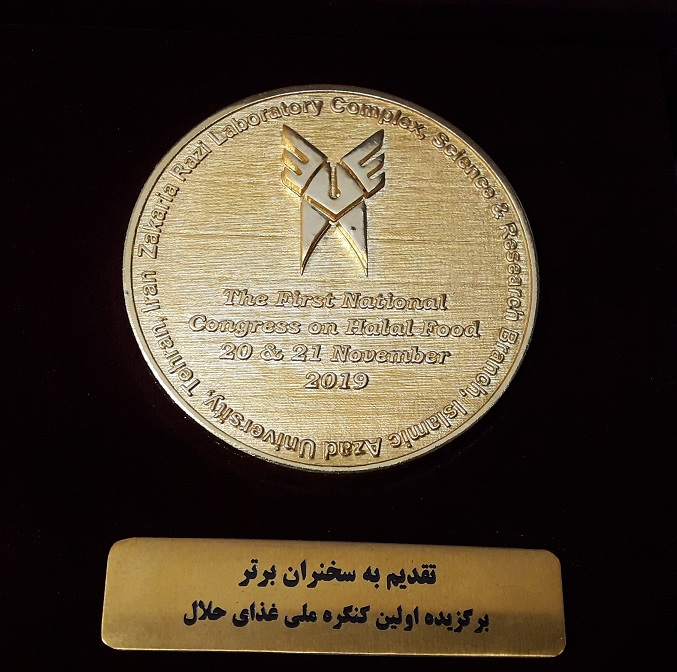 Zakaria Razi Laboratory Complex, Science & Research Branch, Islamic Azad University, Tehran, Iran
The First National
Congress on Halal Food
20 & 21 November
2019
تقدیم به سخنران برتر
برگزیده اولین کنگره ملی غذای حلال